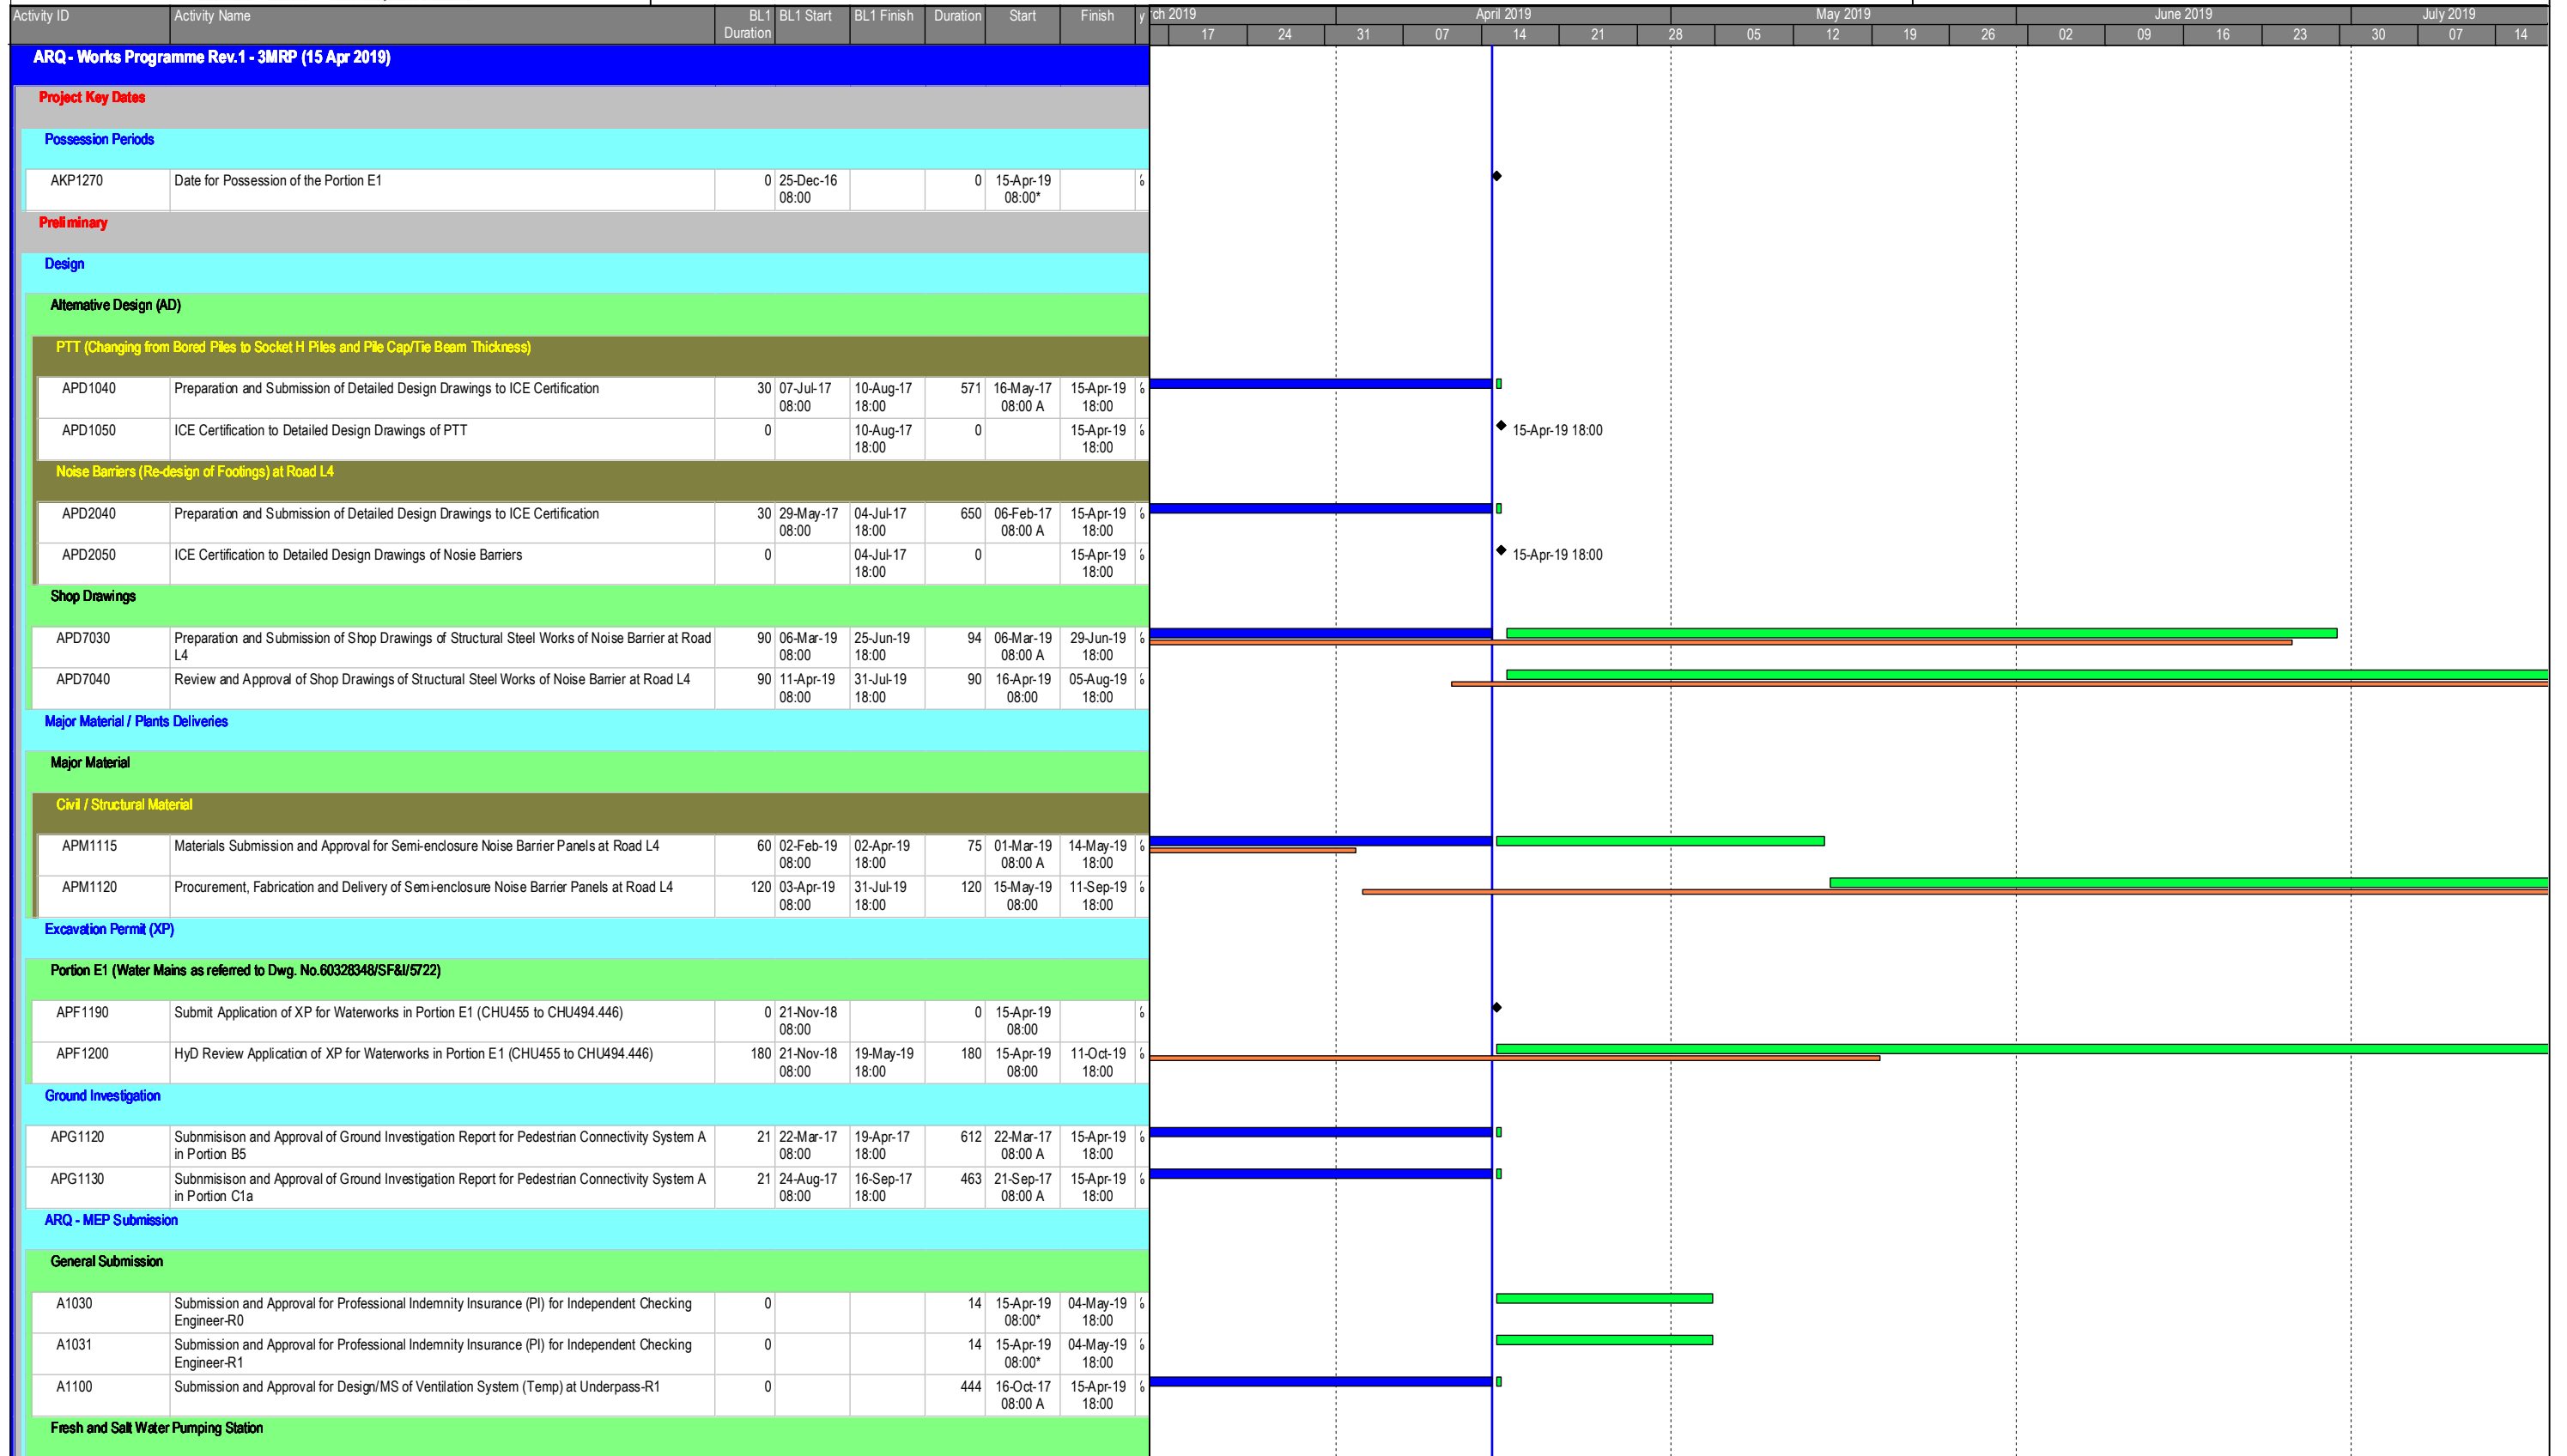 Activity ID Activity Name BL1 BL1 Start BL1 Finish Duration Start Finish y rch 2019 April 2019 May 2019 June 2019 July 2019
Duration 17 24 31 07 14 21 28 05 12 19 26 02 09 16 23 30 07 14
ARQ - Works Programme Rev.1 - 3MRP (15 Apr 2019)
Project Key Dates
Possession Periods
AKP1270 Date for Possession of the Portion E1 0 25-Dec-16 0 15-Apr-19 %
08:00 08:00*
Preliminary
Design
Alternative Design (AD)
PTT (Changing from Bored Piles to Socket H Piles and Pile Cap/Tie Beam Thickness)
APD1040 Preparation and Submission of Detailed Design Drawings to ICE Certification 30 07-Jul-17 10-Aug-17 571 16-May-17 15-Apr-19 %
08:00 18:00 08:00 A 18:00
APD1050 ICE Certification to Detailed Design Drawings of PTT 0 10-Aug-17 0 15-Apr-19 % 15-Apr-19 18:00
18:00 18:00
Noise Barriers (Re-design of Footings) at Road L4
APD2040 Preparation and Submission of Detailed Design Drawings to ICE Certification 30 29-May-17 04-Jul-17 650 06-Feb-17 15-Apr-19 %
08:00 18:00 08:00 A 18:00
APD2050 ICE Certification to Detailed Design Drawings of Nosie Barriers 0 04-Jul-17 0 15-Apr-19 % 15-Apr-19 18:00
18:00 18:00
Shop Drawings
APD7030 Preparation and Submission of Shop Drawings of Structural Steel Works of Noise Barrier at Road 90 06-Mar-19 25-Jun-19 94 06-Mar-19 29-Jun-19 %
L4 08:00 18:00 08:00 A 18:00
APD7040 Review and Approval of Shop Drawings of Structural Steel Works of Noise Barrier at Road L4 90 11-Apr-19 31-Jul-19 90 16-Apr-19 05-Aug-19 %
08:00 18:00 08:00 18:00
Major Material / Plants Deliveries
Major Material
Civil / Structural Material
APM1115 Materials Submission and Approval for Semi-enclosure Noise Barrier Panels at Road L4 60 02-Feb-19 02-Apr-19 75 01-Mar-19 14-May-19 %
08:00 18:00 08:00 A 18:00
APM1120 Procurement, Fabrication and Delivery of Semi-enclosure Noise Barrier Panels at Road L4 120 03-Apr-19 31-Jul-19 120 15-May-19 11-Sep-19 %
08:00 18:00 08:00 18:00
Excavation Permit (XP)
Portion E1 (Water Mains as referred to Dwg. No.60328348/SF&I/5722)
APF1190 Submit Application of XP for Waterworks in Portion E1 (CHU455 to CHU494.446) 0 21-Nov-18 0 15-Apr-19 %
08:00 08:00
APF1200 HyD Review Application of XP for Waterworks in Portion E1 (CHU455 to CHU494.446) 180 21-Nov-18 19-May-19 180 15-Apr-19 11-Oct-19 %
08:00 18:00 08:00 18:00
Ground Investigation
APG1120 Subnmisison and Approval of Ground Investigation Report for Pedestrian Connectivity System A 21 22-Mar-17 19-Apr-17 612 22-Mar-17 15-Apr-19 %
in Portion B5 08:00 18:00 08:00 A 18:00
APG1130 Subnmisison and Approval of Ground Investigation Report for Pedestrian Connectivity System A 21 24-Aug-17 16-Sep-17 463 21-Sep-17 15-Apr-19 %
in Portion C1a 08:00 18:00 08:00 A 18:00
ARQ - MEP Submission
General Submission
A1030 Submission and Approval for Professional Indemnity Insurance (PI) for Independent Checking 0 14 15-Apr-19 04-May-19 %
Engineer-R0 08:00* 18:00
A1031 Submission and Approval for Professional Indemnity Insurance (PI) for Independent Checking 0 14 15-Apr-19 04-May-19 %
Engineer-R1 08:00* 18:00
A1100 Submission and Approval for Design/MS of Ventilation System (Temp) at Underpass-R1 0 444 16-Oct-17 15-Apr-19 %
08:00 A 18:00
Fresh and Salt Water Pumping Station